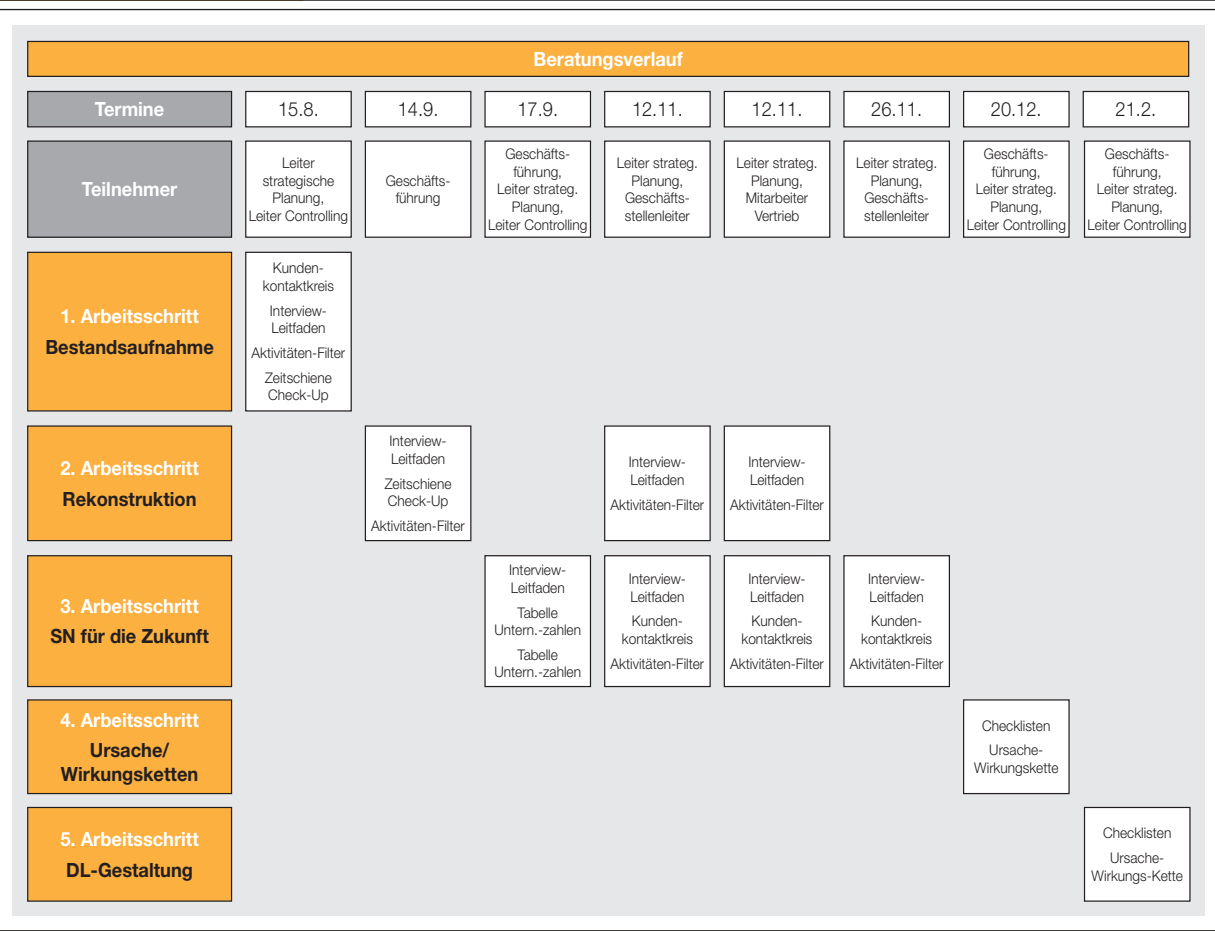 Beratungsverlauf
Termine
15.8.
14.9.
17.9.
12.11.
12.11.
26.11.
20.12.
21.2.
Teilnehmer
Leiter
strategische
Planung,
Leiter Controlling
Geschäfts-
führung
Geschäfts-
führung,
Leiter strateg.
Planung,
Leiter Controlling
Leiter strateg.
Planung,
Geschäfts-
stellenleiter
Leiter strateg.
Planung,
Mitarbeiter
Vertrieb
Leiter strateg.
Planung,
Geschäfts-
stellenleiter
Geschäfts-
führung,
Leiter strateg.
Planung,
Leiter Controlling
Geschäfts-
führung,
Leiter strateg.
Planung,
Leiter Controlling
1. Arbeitsschritt
Bestandsaufnahme
Kunden-
kontaktkreis
Interview-
Leitfaden
Aktivitäten-Filter
Zeitschiene
Check-Up
2. Arbeitsschritt
Rekonstruktion
Interview-
Leitfaden
Zeitschiene
Check-Up
Aktivitäten-Filter
Interview-
Leitfaden
Aktivitäten-Filter
Interview-
Leitfaden
Aktivitäten-Filter
3. Arbeitsschritt
SN für die Zukunft
Interview-
Leitfaden
Tabelle
Untern.-zahlen
Tabelle
Untern.-zahlen
Interview-
Leitfaden
Kunden-
kontaktkreis
Aktivitäten-Filter
Interview-
Leitfaden
Kunden-
kontaktkreis
Aktivitäten-Filter
Interview-
Leitfaden
Kunden-
kontaktkreis
Aktivitäten-Filter
4. Arbeitsschritt
Ursache/
Wirkungsketten
Checklisten
Ursache-
Wirkungskette
5. Arbeitsschritt
DL-Gestaltung
Checklisten
Ursache-
Wirkungs-Kette